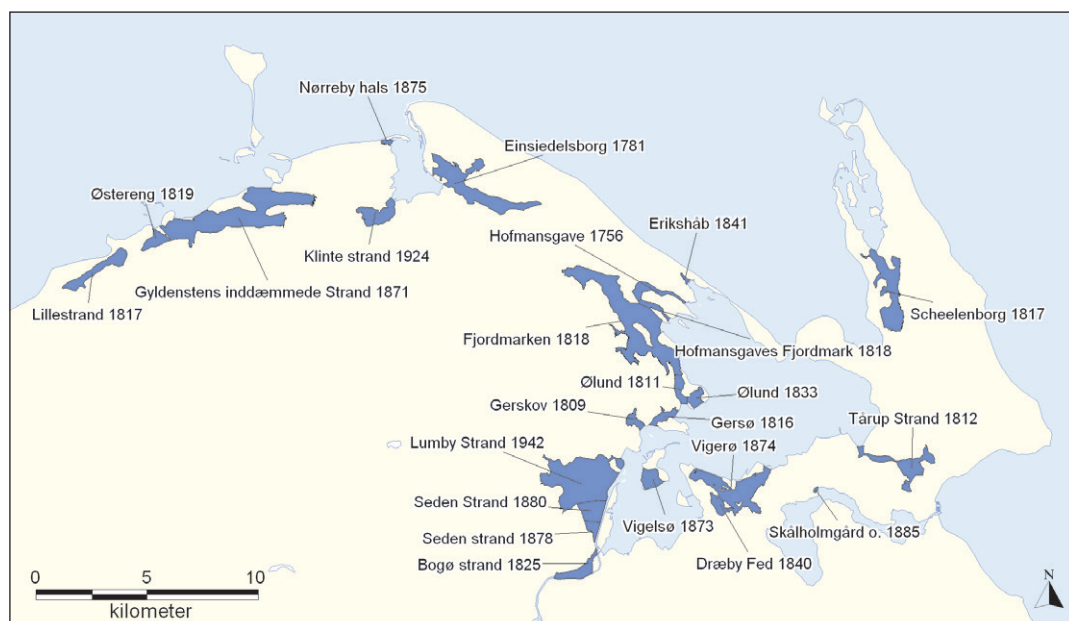 Nørreby hals 1875
Einsiedelsborg 1781
Østereng 1819
Erikshåb 1841
Hofmansgave 1756
Klinte strand 1924
Gyldenstens inddæmmede Strand 1871
Lillestrand 1817
Scheelenborg 1817
Fjordmarken 1818
Hofmansgaves Fjordmark 1818
Ølund 1811
Ølund 1833
Gerskov 1809
Gersø 1816
Tårup Strand 1812
Lumby Strand 1942
Vigerø 1874
Seden Strand 1880
Vigelsø 1873
Skålholmgård o. 1885
Seden strand 1878
Dræby Fed 1840
Bogø strand 1825
0 5 10
kilometer
N